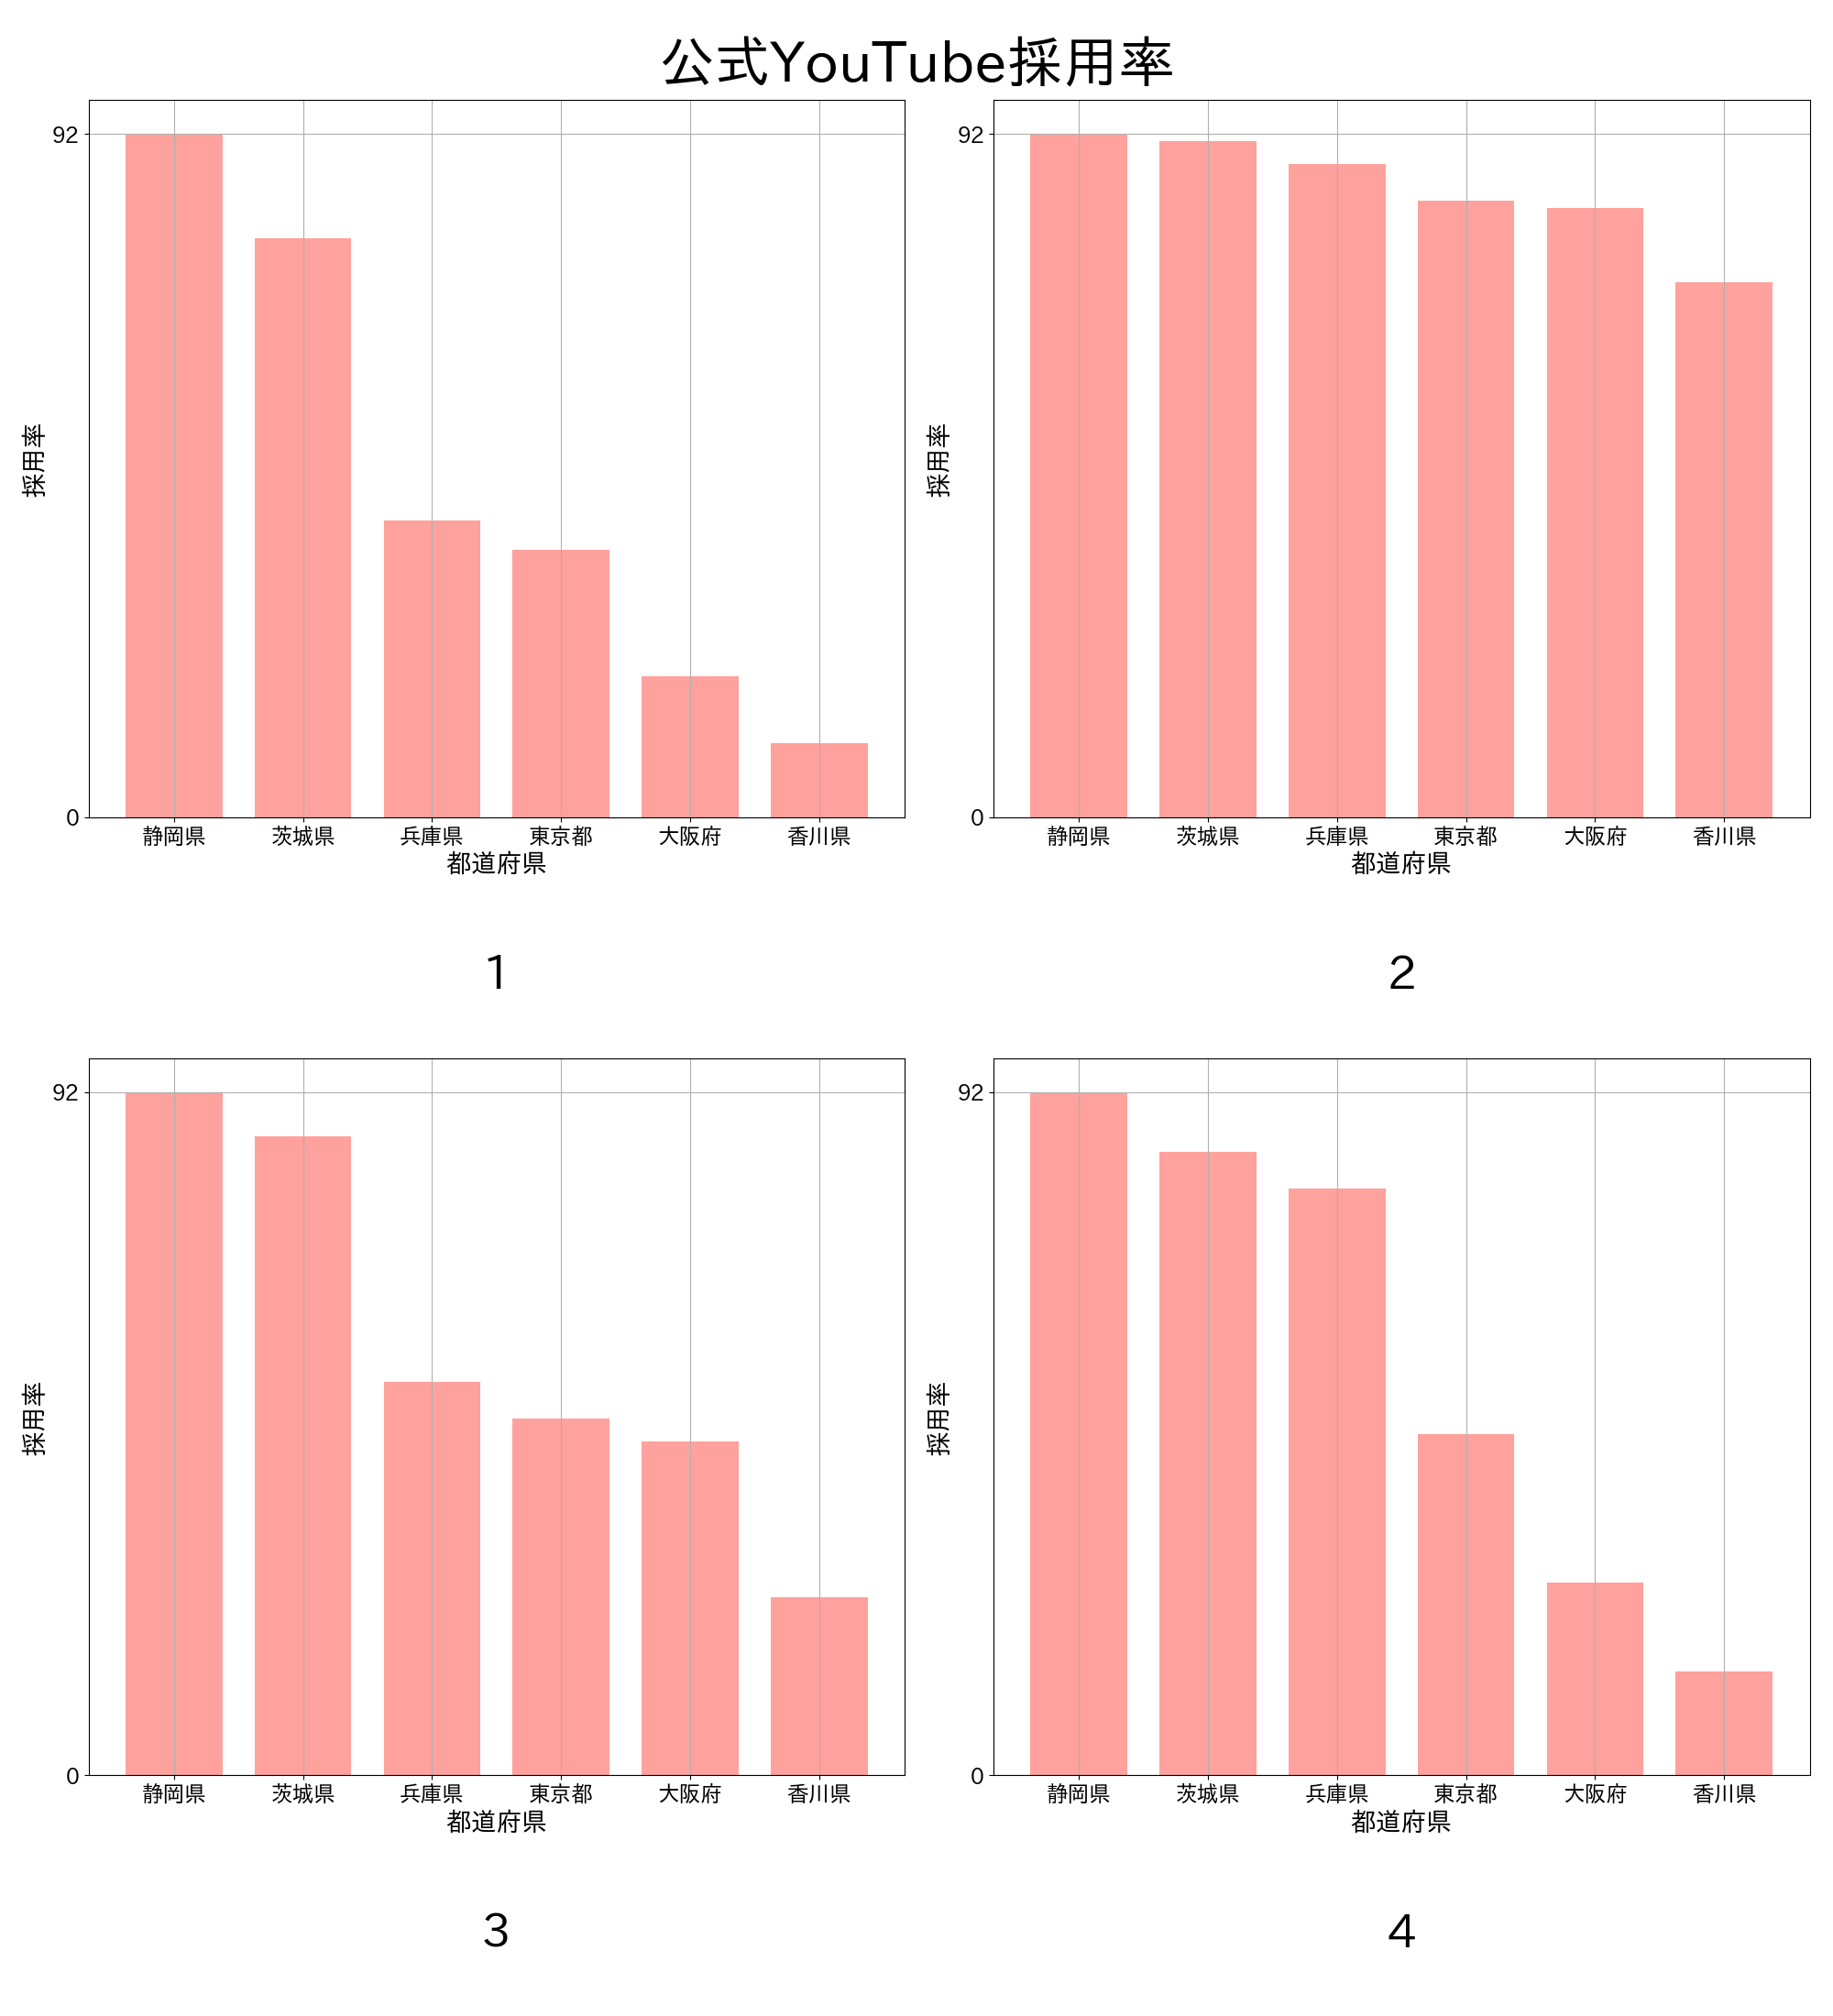 公式YouTube採用率
92
0
採用率
静岡県 茨城県 兵庫県 東京都 大阪府 香川県
都道府県
1
92
0
採用率
静岡県 茨城県 兵庫県 東京都 大阪府 香川県
都道府県
2
92
0
採用率
静岡県 茨城県 兵庫県 東京都 大阪府 香川県
都道府県
3
92
0
採用率
静岡県 茨城県 兵庫県 東京都 大阪府 香川県
都道府県
4